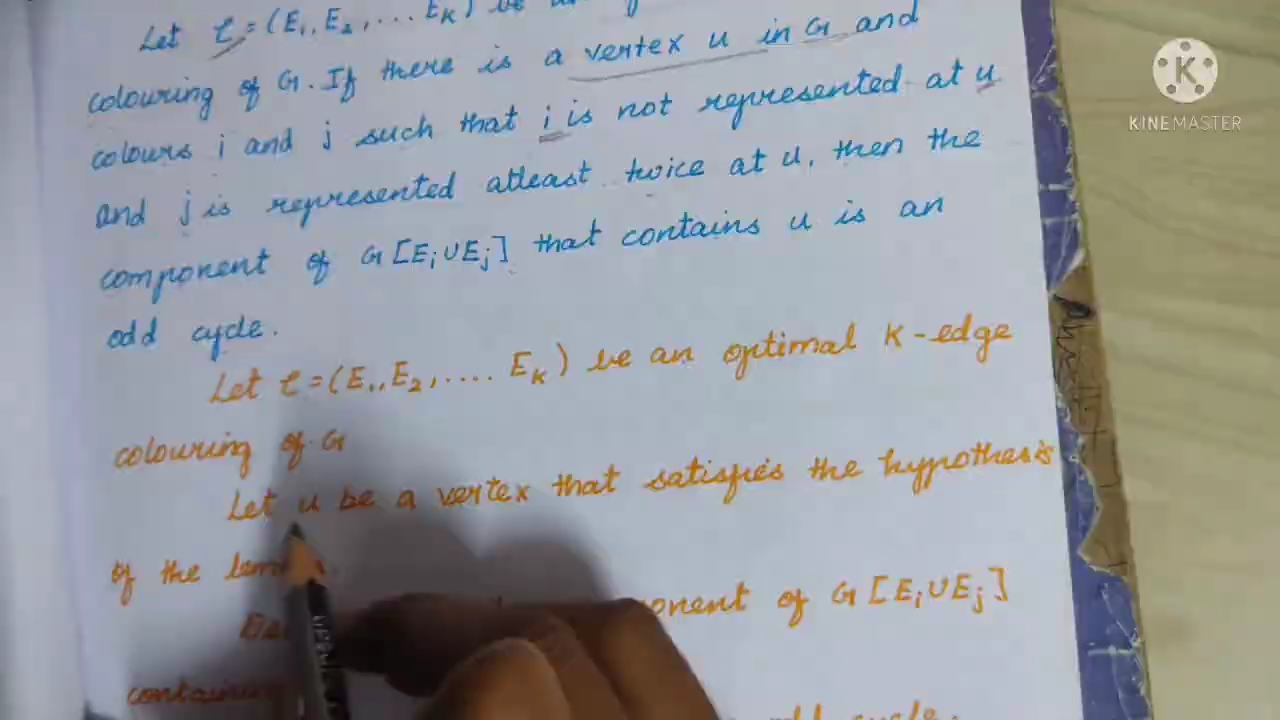 Let 𝒞 = (E₁, E₂, .... Eₖ) be an
colouring of G. If there is a vertex u in G and
colours i and j such that i is not represented at u
and j is represented atleast twice at u, then the
component of G[Eᵢ∪Eⱼ] that contains u is an
odd cycle.
Let 𝒞 = (E₁, E₂, .... Eₖ) be an optimal K-edge
colouring of G
Let u be a vertex that satisfies the hypothesis
of the
of G[Eᵢ∪Eⱼ]
odd cycle.
K
KINEMASTER